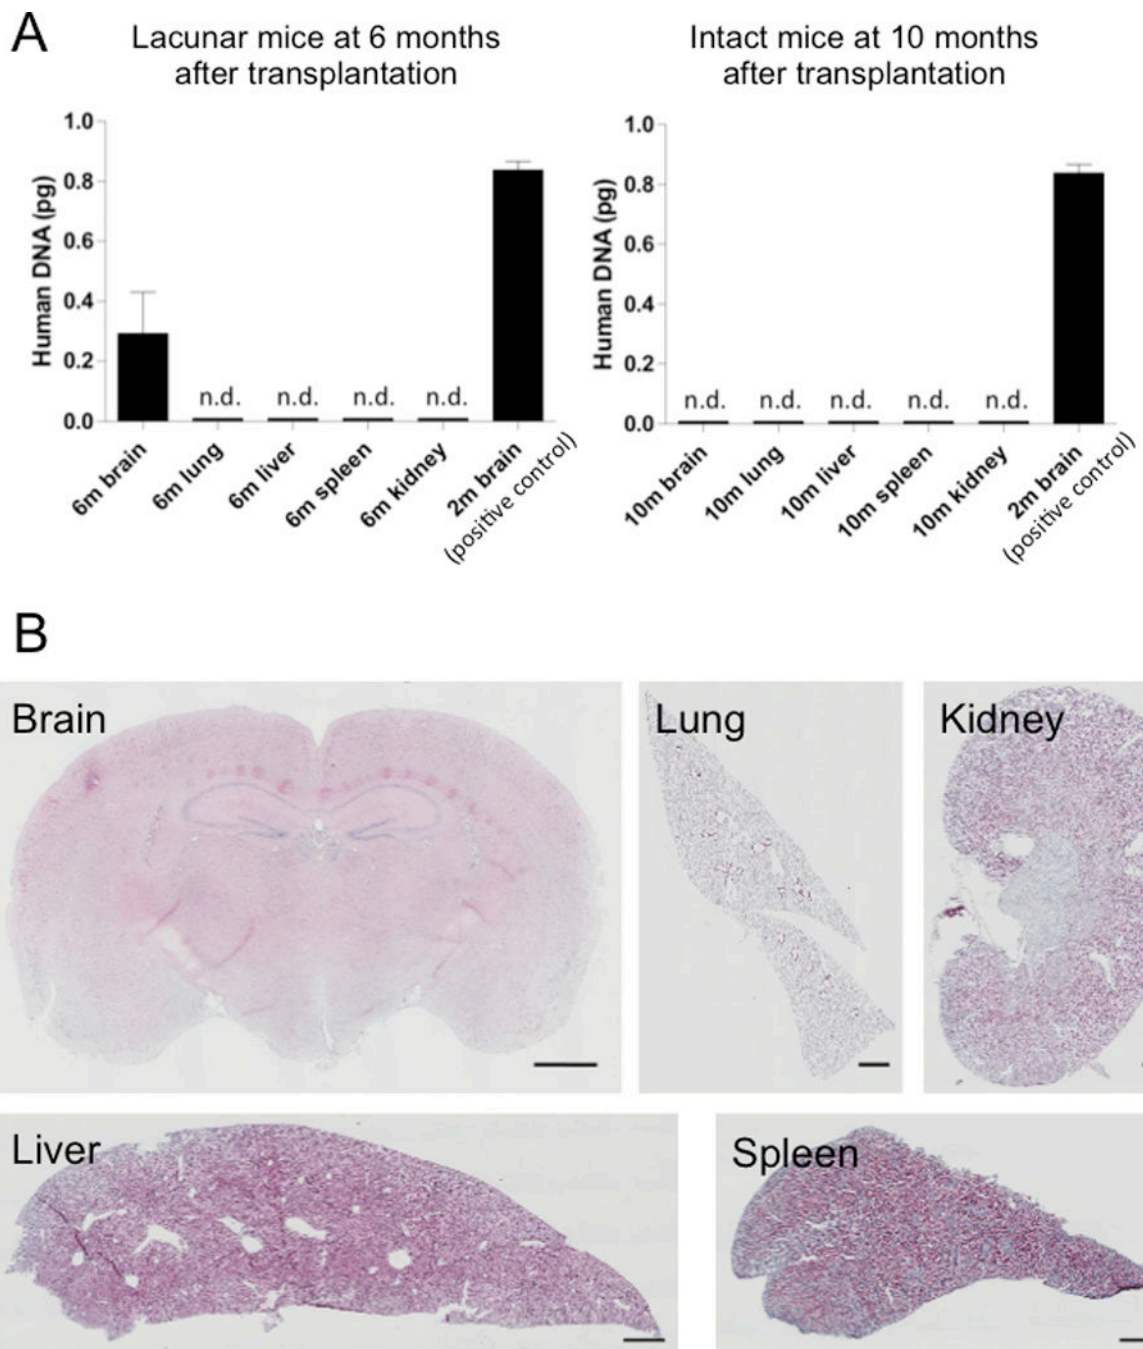 A
Lacunar mice at 6 months
after transplantation
Human DNA (pg)
1.0
0.8
0.6
0.4
0.2
0.0
n.d.
n.d.
n.d.
n.d.
6m brain
6m lung
6m liver
6m spleen
6m kidney
2m brain
(positive control)
Intact mice at 10 months
after transplantation
Human DNA (pg)
1.0
0.8
0.6
0.4
0.2
0.0
n.d.
n.d.
n.d.
n.d.
n.d.
10m brain
10m lung
10m liver
10m spleen
10m kidney
2m brain
(positive control)
B
Brain
Lung
Kidney
Liver
Spleen